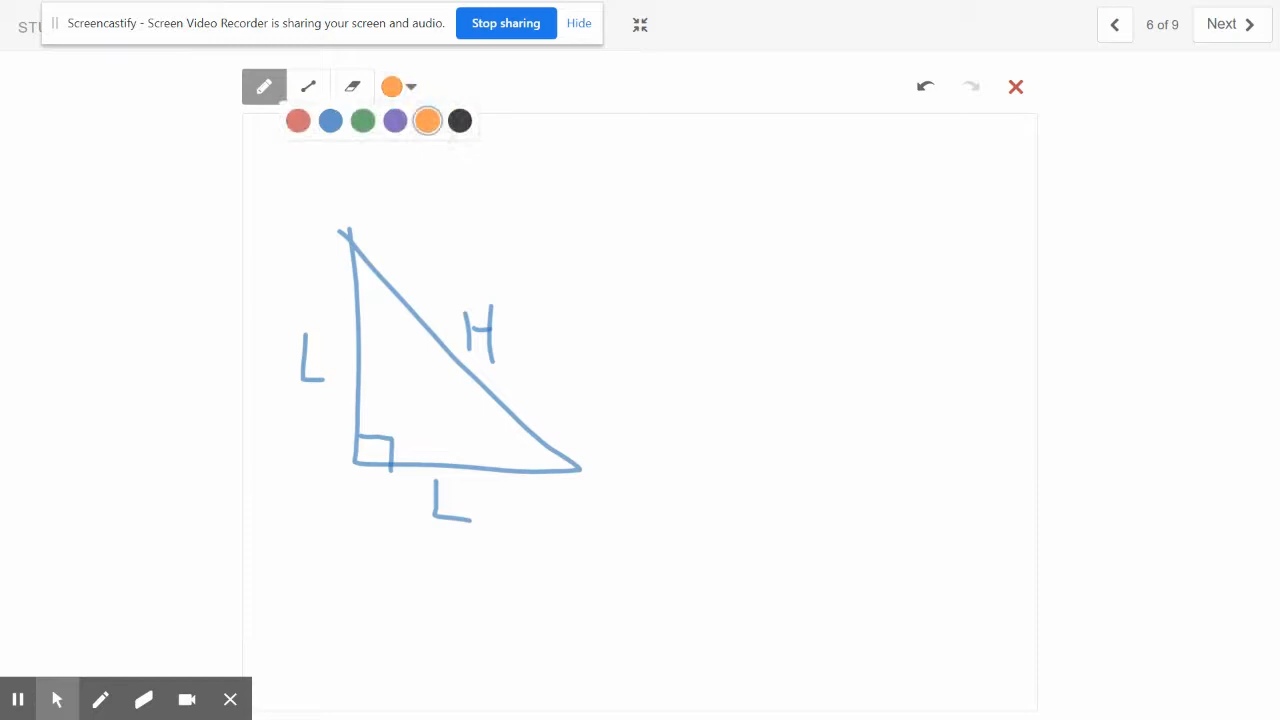 Screencastify - Screen Video Recorder is sharing your screen and audio. Stop sharing Hide
6 of 9 Next
H
L
L